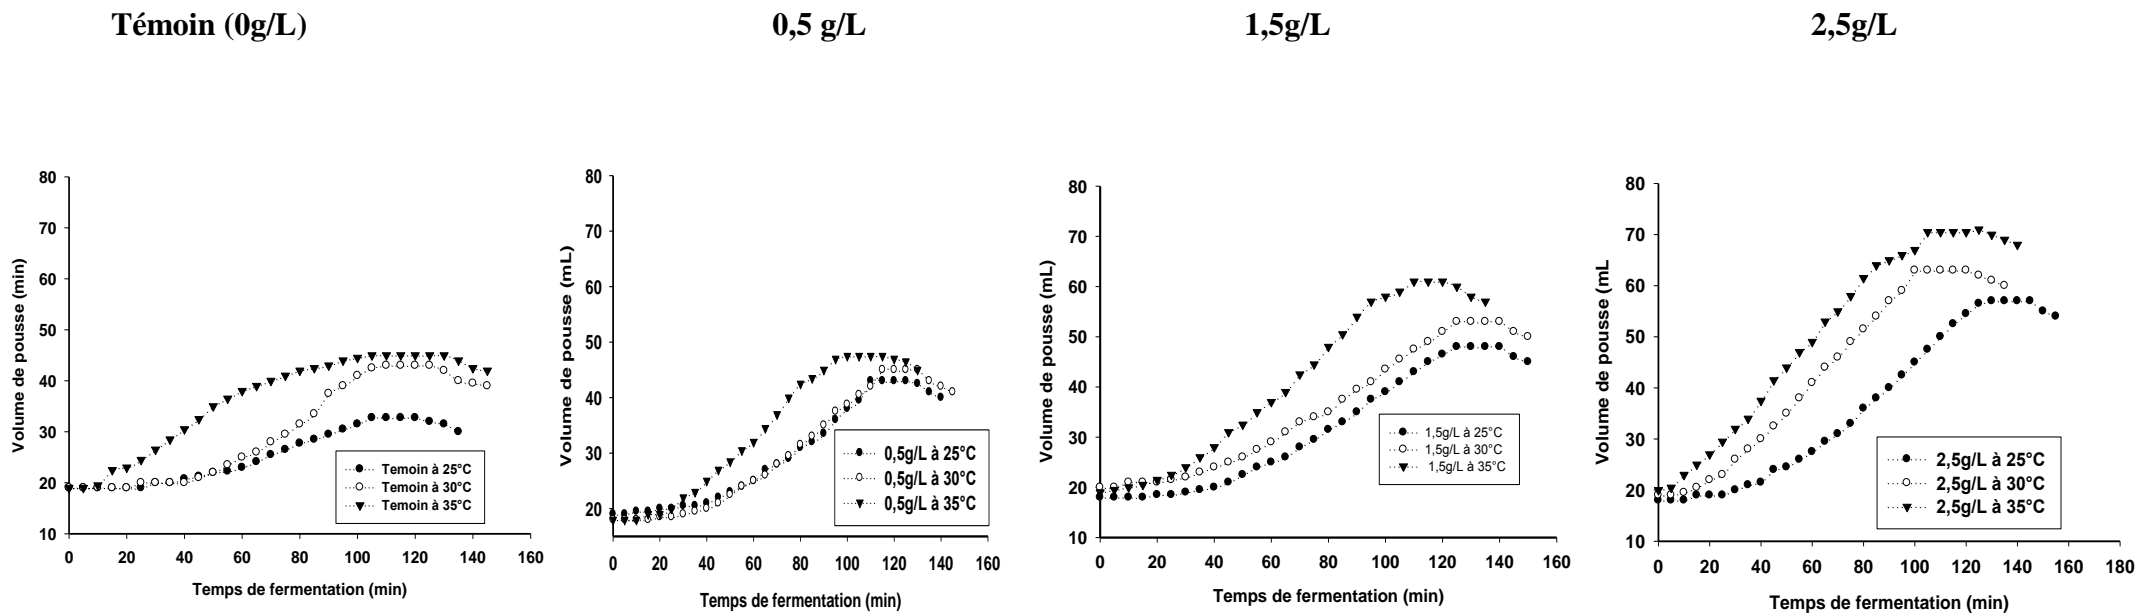 Témoin (0g/L)
0,5 g/L
1,5g/L
2,5g/L
Volume de pousse (min)
80
70
60
50
40
30
20
10
Temoin à 25°C
Temoin à 30°C
Temoin à 35°C
0 20 40 60 80 100 120 140 160
Temps de fermentation (min)
Volume de pousse (mL)
80
70
60
50
40
30
20
0,5g/L à 25°C
0,5g/L à 30°C
0,5g/L à 35°C
0 20 40 60 80 100 120 140 160
Temps de fermentation (min)
Volume de pousse (mL)
80
70
60
50
40
30
20
10
1,5g/L à 25°C
1,5g/L à 30°C
1,5g/L à 35°C
0 20 40 60 80 100 120 140 160
Temps de fermentation (min)
Volume de pousse (mL
80
70
60
50
40
30
20
10
2,5g/L à 25°C
2,5g/L à 30°C
2,5g/L à 35°C
0 20 40 60 80 100 120 140 160 180
Temps de fermentation (min)